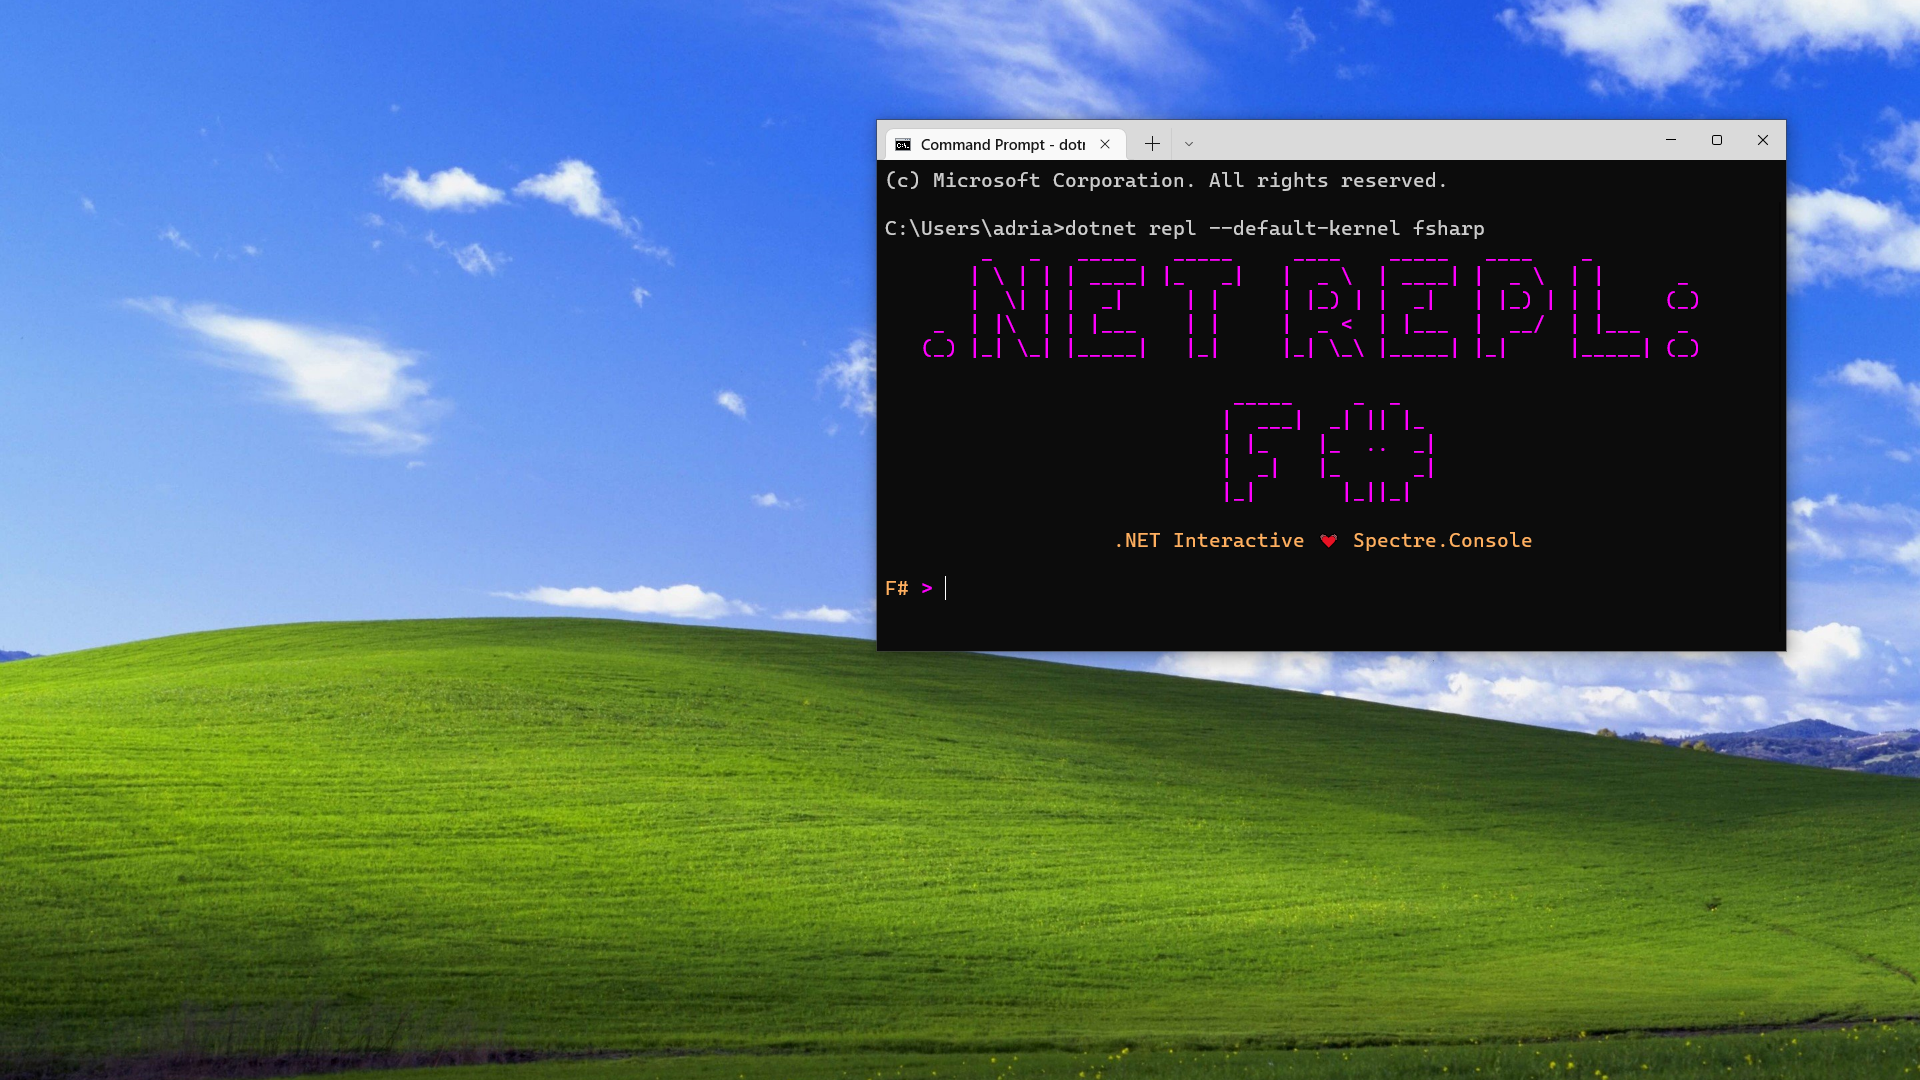 Command Prompt - dotr
(c) Microsoft Corporation. All rights reserved.
C:\Users\adria>dotnet repl --default-kernel fsharp
.NET REPL:
F#
.NET Interactive ❤ Spectre.Console
F# >